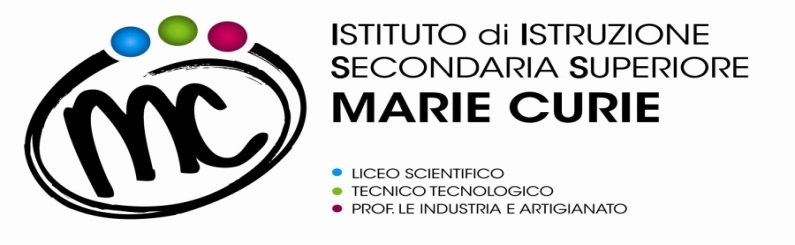 mc
ISTITUTO di ISTRUZIONE
SECONDARIA SUPERIORE
MARIE CURIE
LICEO SCIENTIFICO
TECNICO TECNOLOGICO
PROF.LE INDUSTRIA E ARTIGIANATO